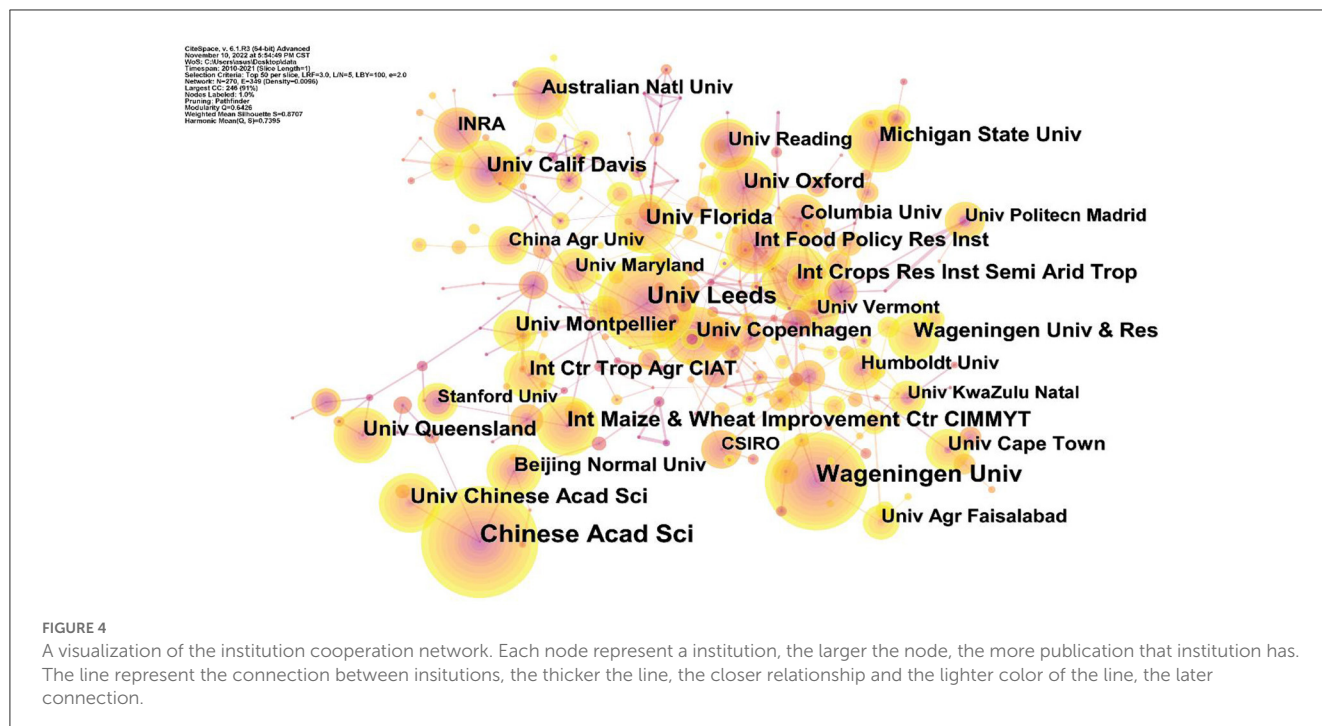 CiteSpace, v. 6.1.R3 (64-bit) Advanced
November 10, 2022 at 5:54:49 PM CST
WoS: C:\Users\asus\Desktop\data
Timespan: 2010-2021 (Slice Length=1)
Selection Criteria: Top 50 per slice, LRF=3.0, L/N=5, LBY=100, e=2.0
Network: N=270, E=349 (Density=0.0096)
Largest CC: 246 (91%)
Nodes Labeled: 1.0%
Pruning: Pathfinder
Modularity Q=0.6426
Weighted Mean Silhouette S=0.8707
Harmonic Mean(Q, S)=0.7395
Australian Natl Univ
INRA
Univ Reading
Michigan State Univ
Univ Calif Davis
Univ Oxford
Univ Florida
Columbia Univ
Univ Politecn Madrid
China Agr Univ
Int Food Policy Res Inst
Univ Maryland
Int Crops Res Inst Semi Arid Trop
Univ Leeds
Univ Vermont
Univ Montpellier
Univ Copenhagen
Wageningen Univ & Res
Int Ctr Trop Agr CIAT
Humboldt Univ
Stanford Univ
Univ KwaZulu Natal
Int Maize & Wheat Improvement Ctr CIMMYT
Univ Queensland
CSIRO
Univ Cape Town
Beijing Normal Univ
Wageningen Univ
Univ Chinese Acad Sci
Univ Agr Faisalabad
Chinese Acad Sci
FIGURE 4
A visualization of the institution cooperation network. Each node represent a institution, the larger the node, the more publication that institution has.
The line represent the connection between insitutions, the thicker the line, the closer relationship and the lighter color of the line, the later
connection.